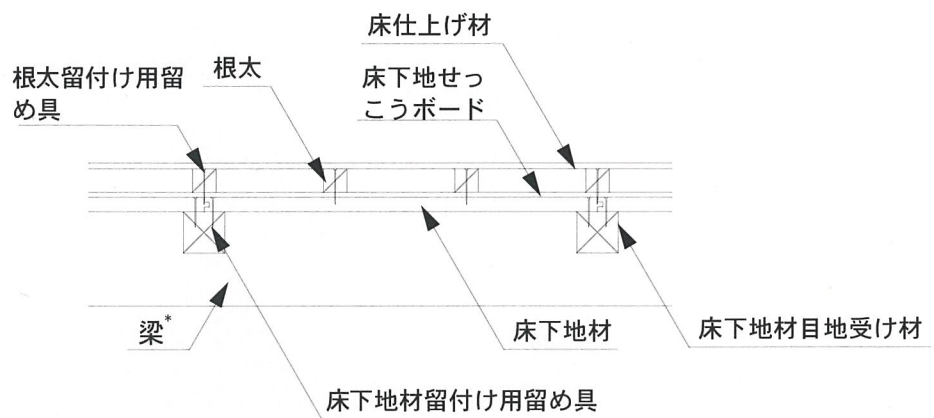 床仕上げ材
根太留付け用留
め具
根太
床下地せっ
こうボード
梁*
床下地材
床下地材目地受け材
床下地材留付け用留め具